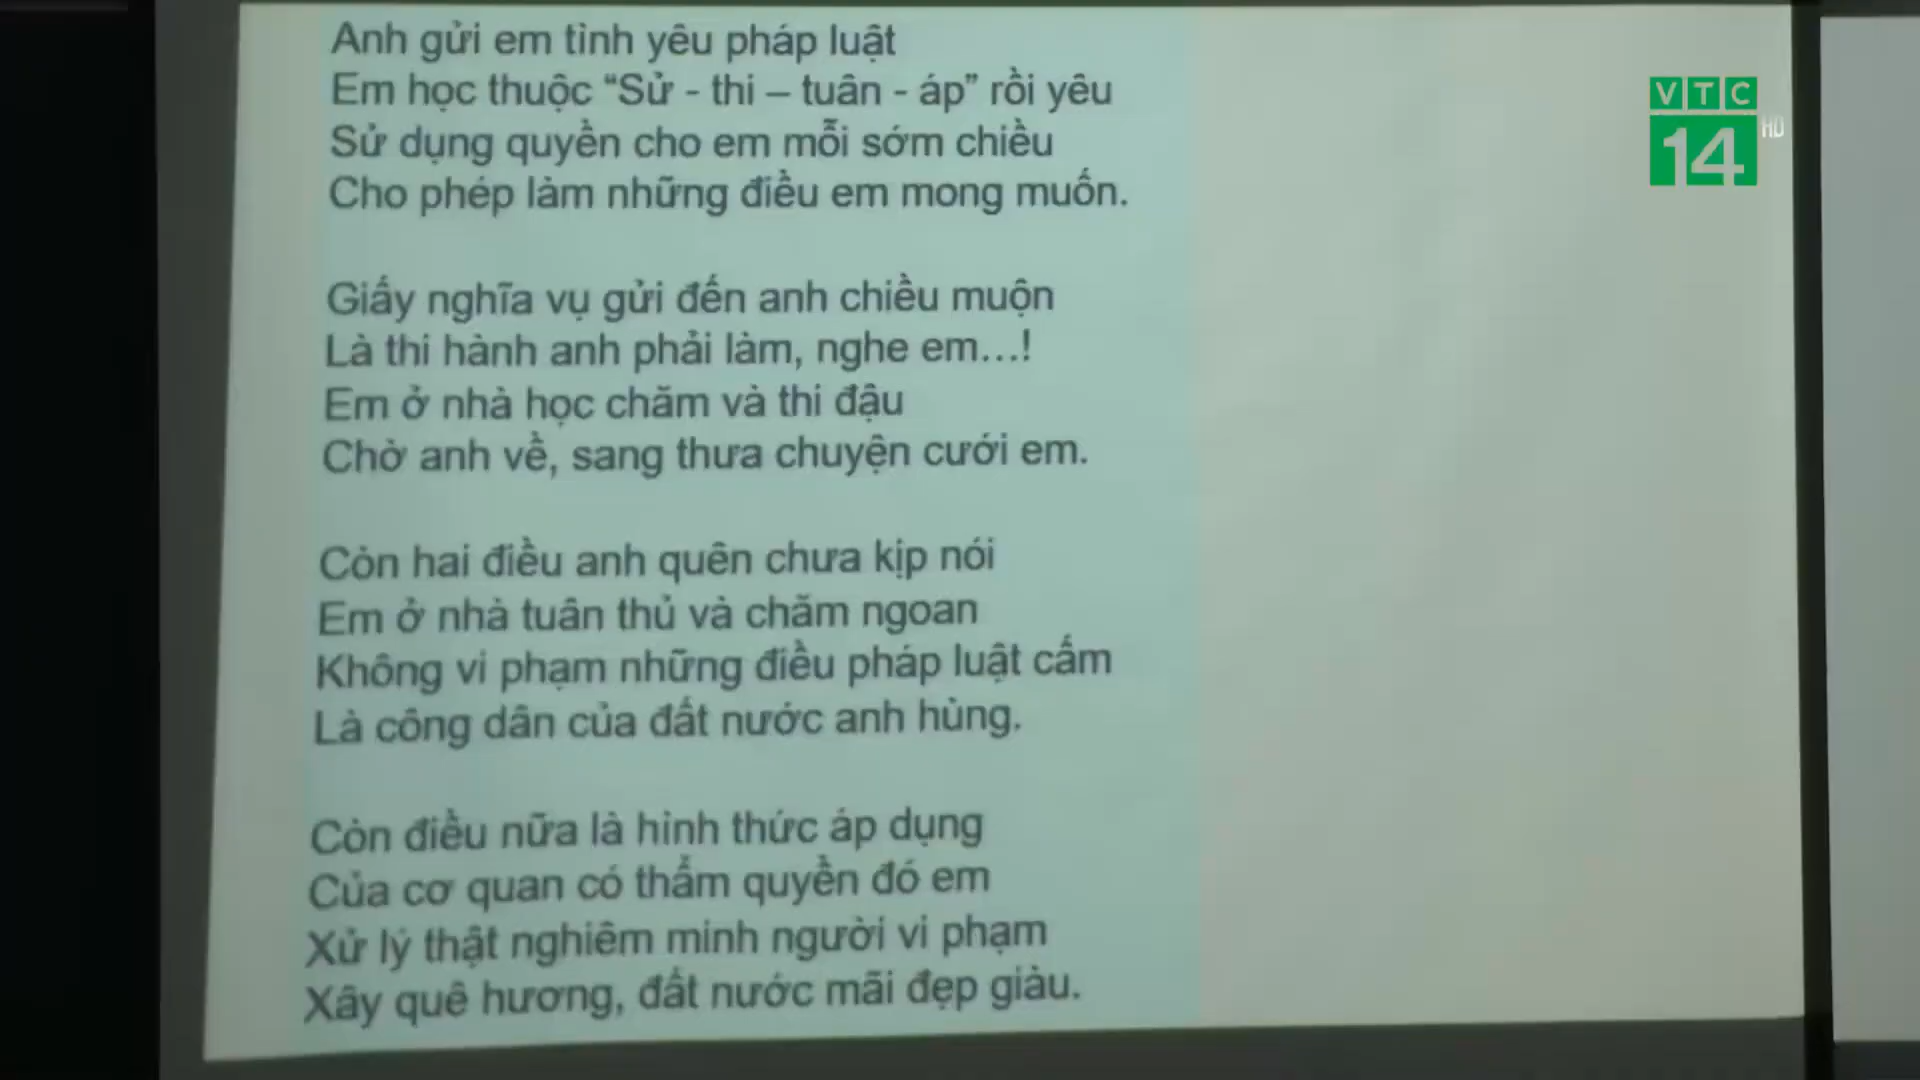 Anh gửi em tình yêu pháp luật
Em học thuộc “Sử - thi – tuân - áp” rồi yêu
Sử dụng quyền cho em mỗi sớm chiều
Cho phép làm những điều em mong muốn.
Giấy nghĩa vụ gửi đến anh chiều muộn
Là thi hành anh phải làm, nghe em...!
Em ở nhà học chăm và thi đậu
Chờ anh về, sang thưa chuyện cưới em.
Còn hai điều anh quên chưa kịp nói
Em ở nhà tuân thủ và chăm ngoan
Không vi phạm những điều pháp luật cấm
Là công dân của đất nước anh hùng.
Còn điều nữa là hình thức áp dụng
Của cơ quan có thẩm quyền đó em
Xử lý thật nghiêm minh người vi phạm
Xây quê hương, đất nước mãi đẹp giàu.
VTC
14 HD